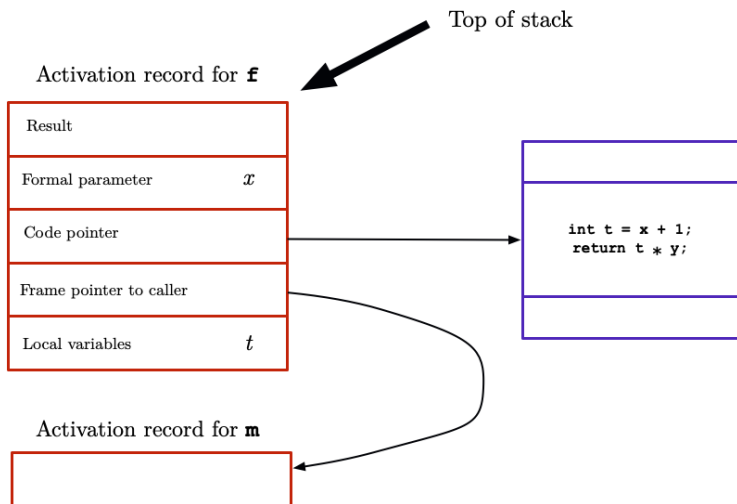 Top of stack
Activation record for f
Result
Formal parameter x
Code pointer
int t = x + 1;
return t * y;
Frame pointer to caller
Local variables t
Activation record for m